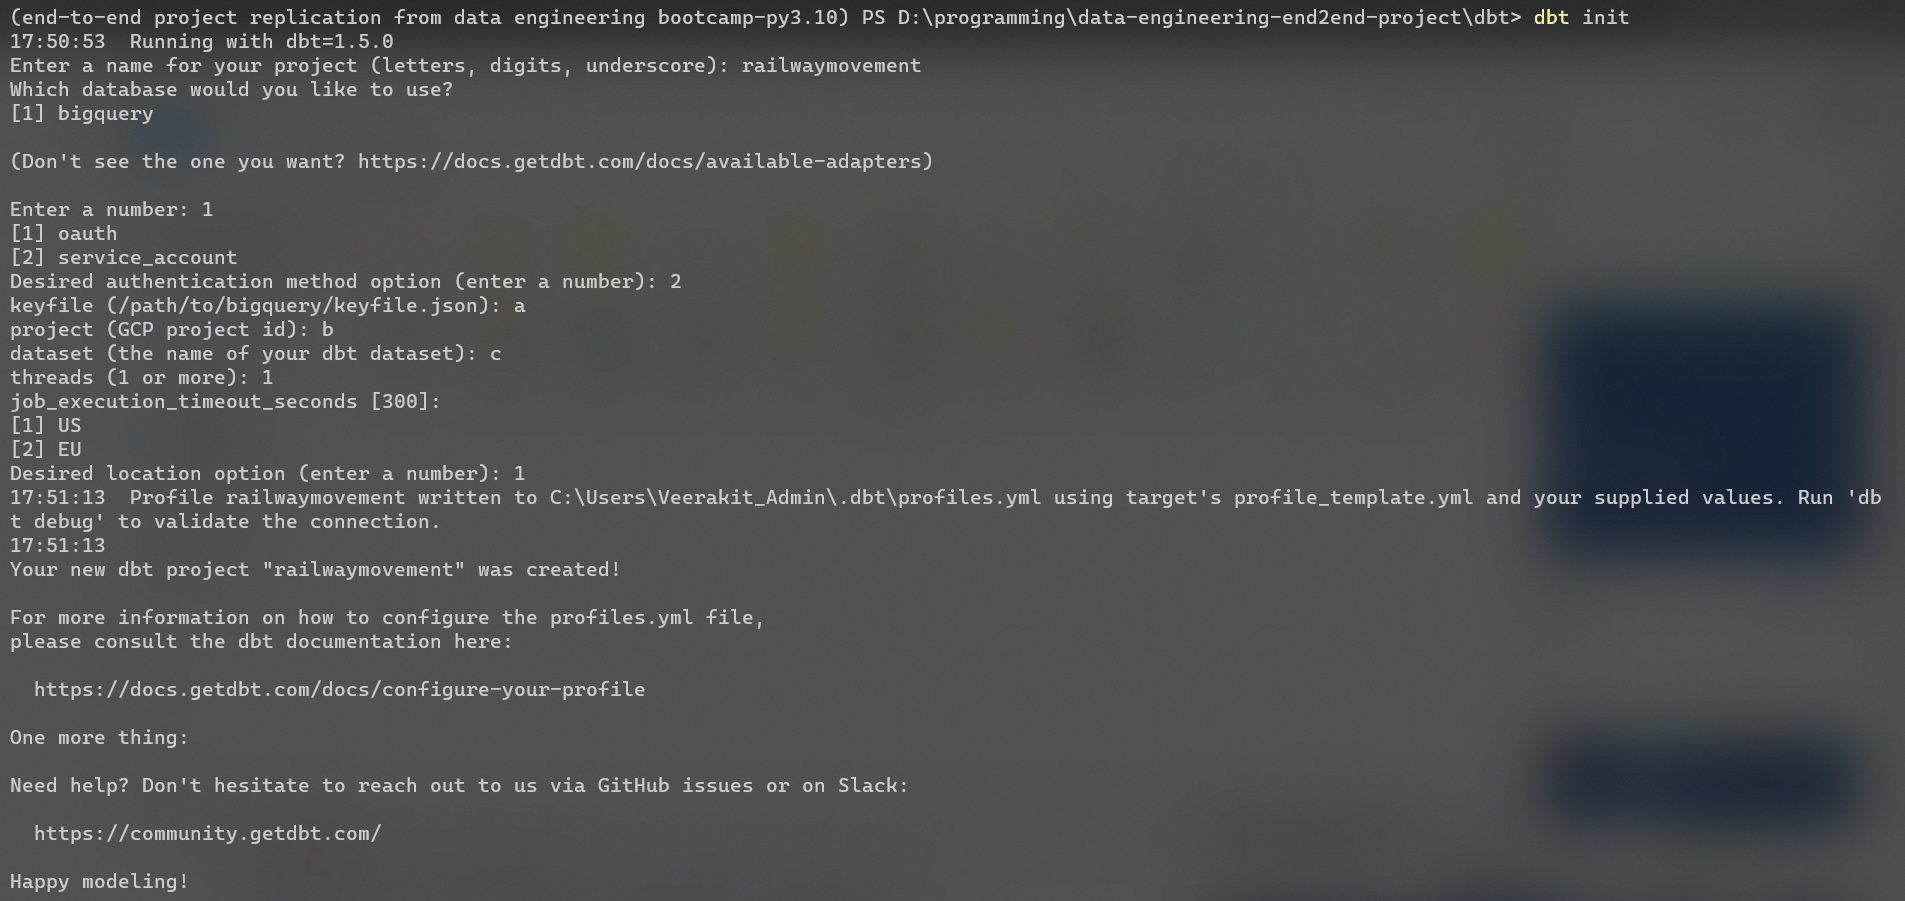 (end-to-end project replication from data engineering bootcamp-py3.10) PS D:\programming\data-engineering-end2end-project\dbt> dbt init
17:50:53  Running with dbt=1.5.0
Enter a name for your project (letters, digits, underscore): railwaymovement
Which database would you like to use?
[1] bigquery

(Don't see the one you want? https://docs.getdbt.com/docs/available-adapters)

Enter a number: 1
[1] oauth
[2] service_account
Desired authentication method option (enter a number): 2
keyfile (/path/to/bigquery/keyfile.json): a
project (GCP project id): b
dataset (the name of your dbt dataset): c
threads (1 or more): 1
job_execution_timeout_seconds [300]:
[1] US
[2] EU
Desired location option (enter a number): 1
17:51:13  Profile railwaymovement written to C:\Users\Veerakit_Admin\.dbt\profiles.yml using target's profile_template.yml and your supplied values. Run 'db
t debug' to validate the connection.
17:51:13
Your new dbt project "railwaymovement" was created!

For more information on how to configure the profiles.yml file,
please consult the dbt documentation here:

  https://docs.getdbt.com/docs/configure-your-profile

One more thing:

Need help? Don't hesitate to reach out to us via GitHub issues or on Slack:

  https://community.getdbt.com/

Happy modeling!